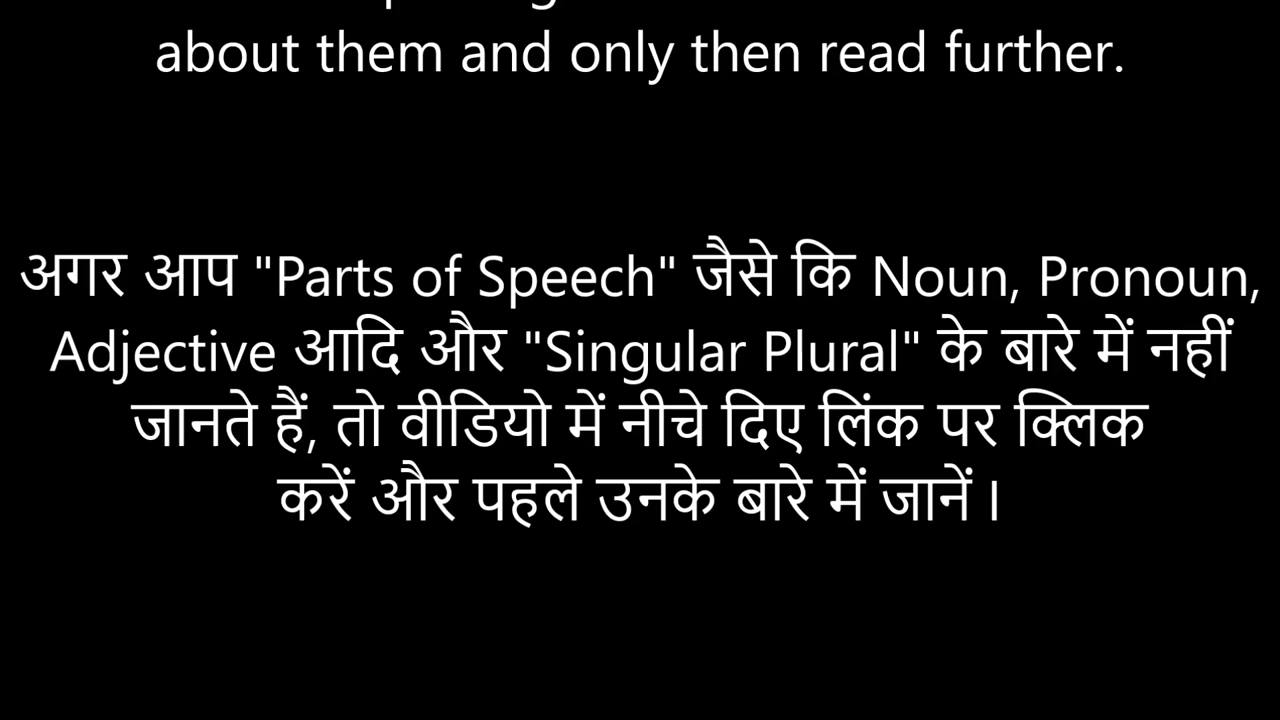 about them and only then read further.
अगर आप "Parts of Speech" जैसे कि Noun, Pronoun,
Adjective आदि और "Singular Plural" के बारे में नहीं
जानते हैं, तो वीडियो में नीचे दिए लिंक पर क्लिक
करें और पहले उनके बारे में जानें ।